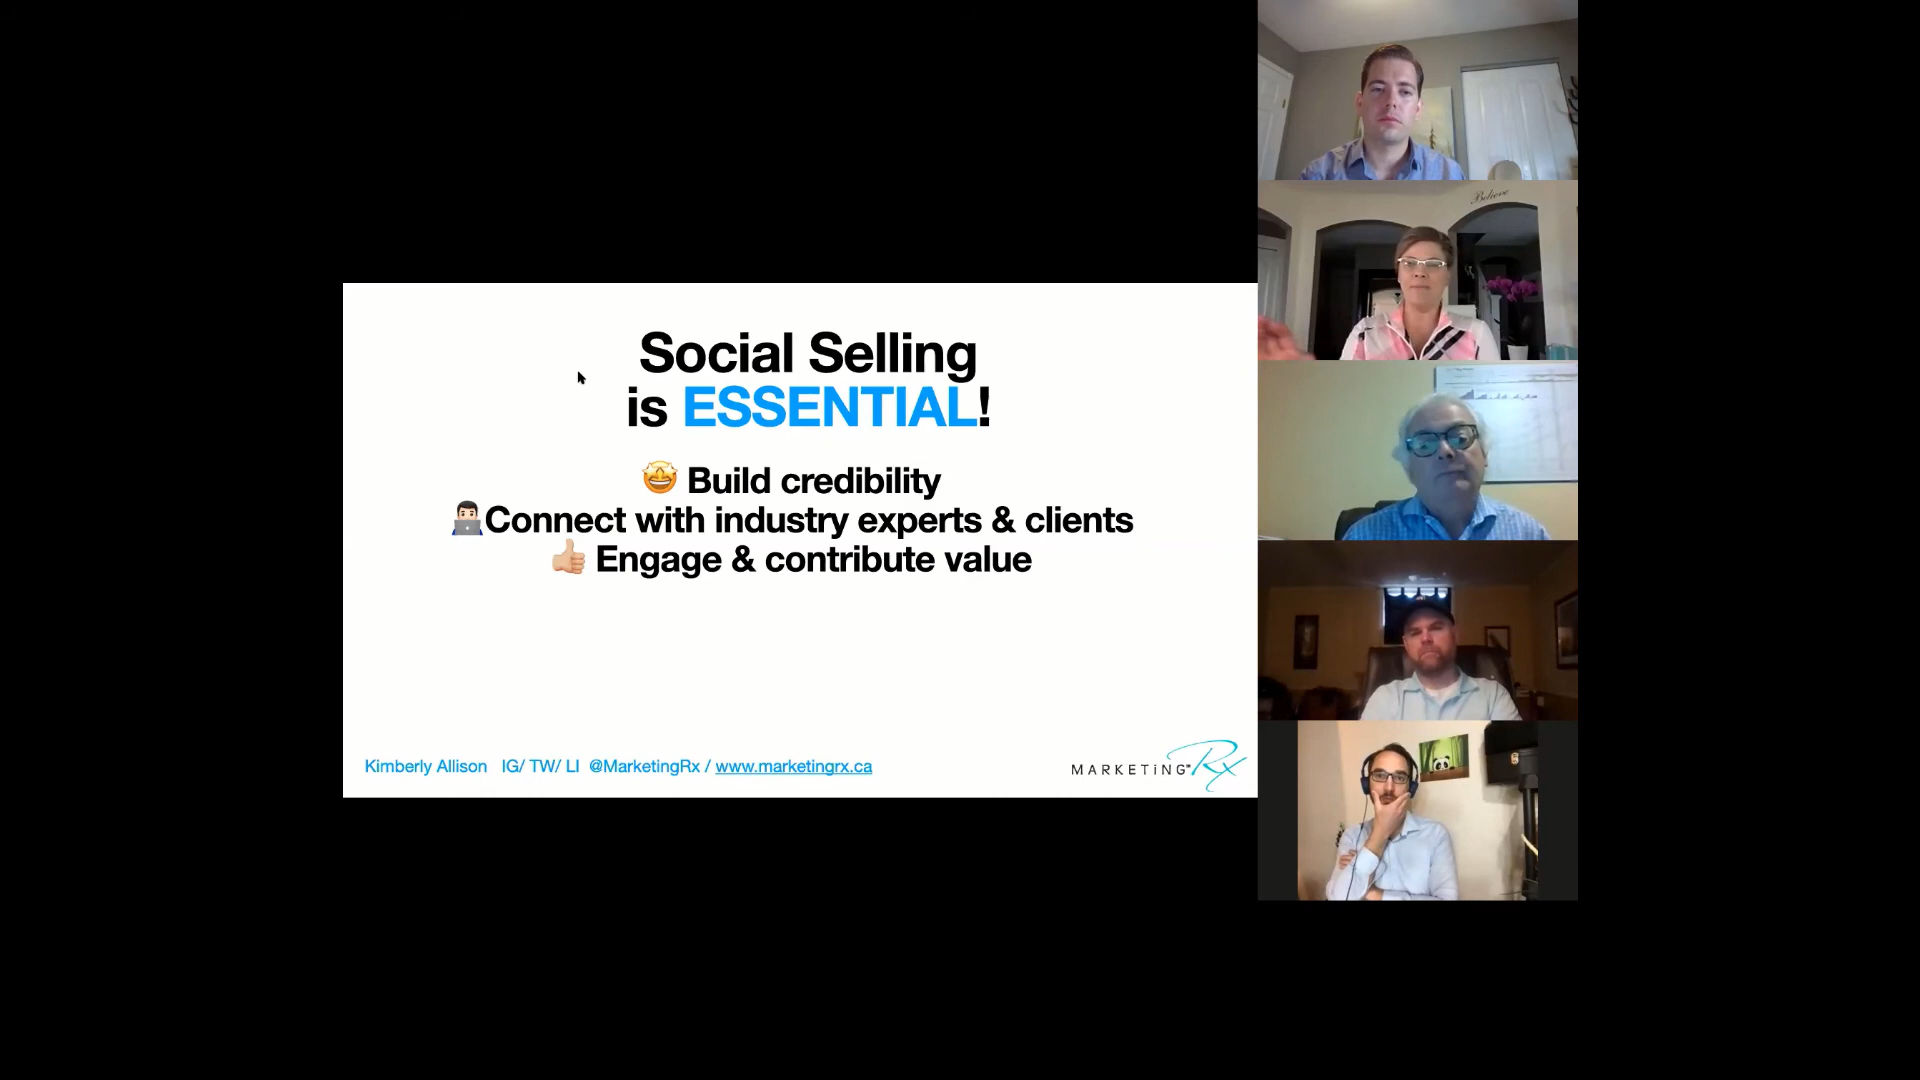 Social Selling
is ESSENTIAL!
🤩 Build credibility
👨🏻‍💻Connect with industry experts & clients
👍🏼 Engage & contribute value
Kimberly Allison IG/ TW/ LI @MarketingRx / www.marketingrx.ca
MARKETiNG Rx
Believe